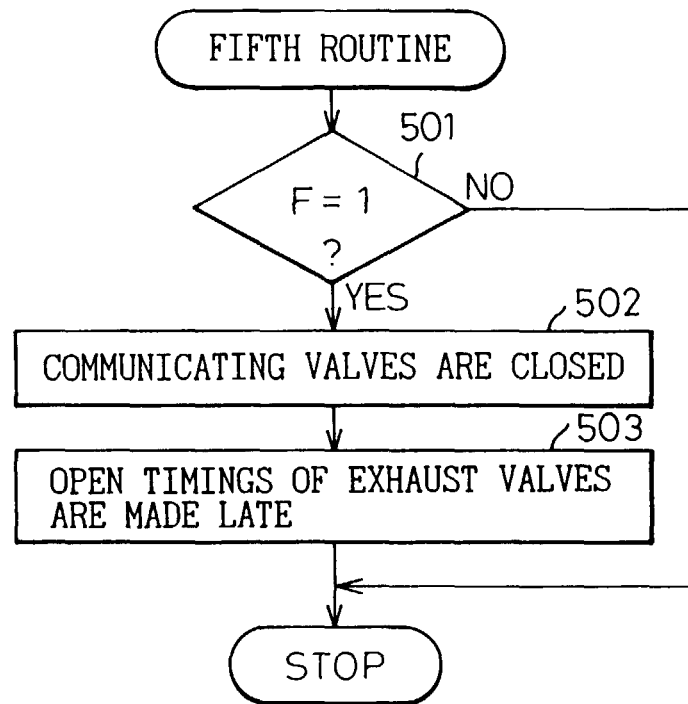 FIFTH ROUTINE
501
F = 1
?
NO
YES
502
COMMUNICATING VALVES ARE CLOSED
503
OPEN TIMINGS OF EXHAUST VALVES
ARE MADE LATE
STOP